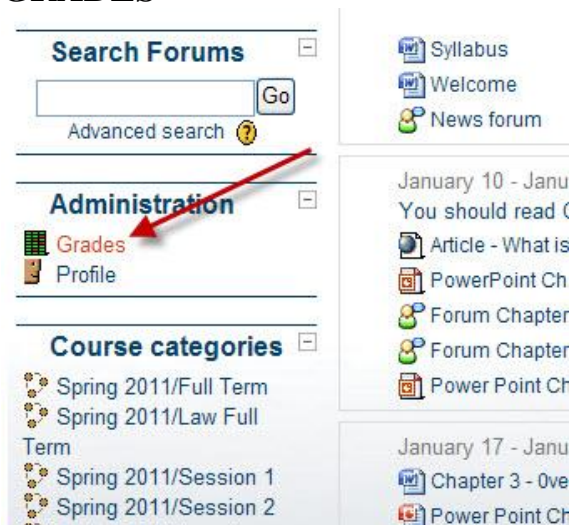 Search Forums
Go
Advanced search
Administration
Grades
Profile
Course categories
Spring 2011/Full Term
Spring 2011/Law Full
Term
Spring 2011/Session 1
Spring 2011/Session 2
Syllabus
Welcome
News forum
January 10 - Janu
You should read
Article - What is
PowerPoint Ch
Forum Chapter
Forum Chapter
Power Point Ch
January 17 - Janu
Chapter 3 - 0ve
Power Point Ch